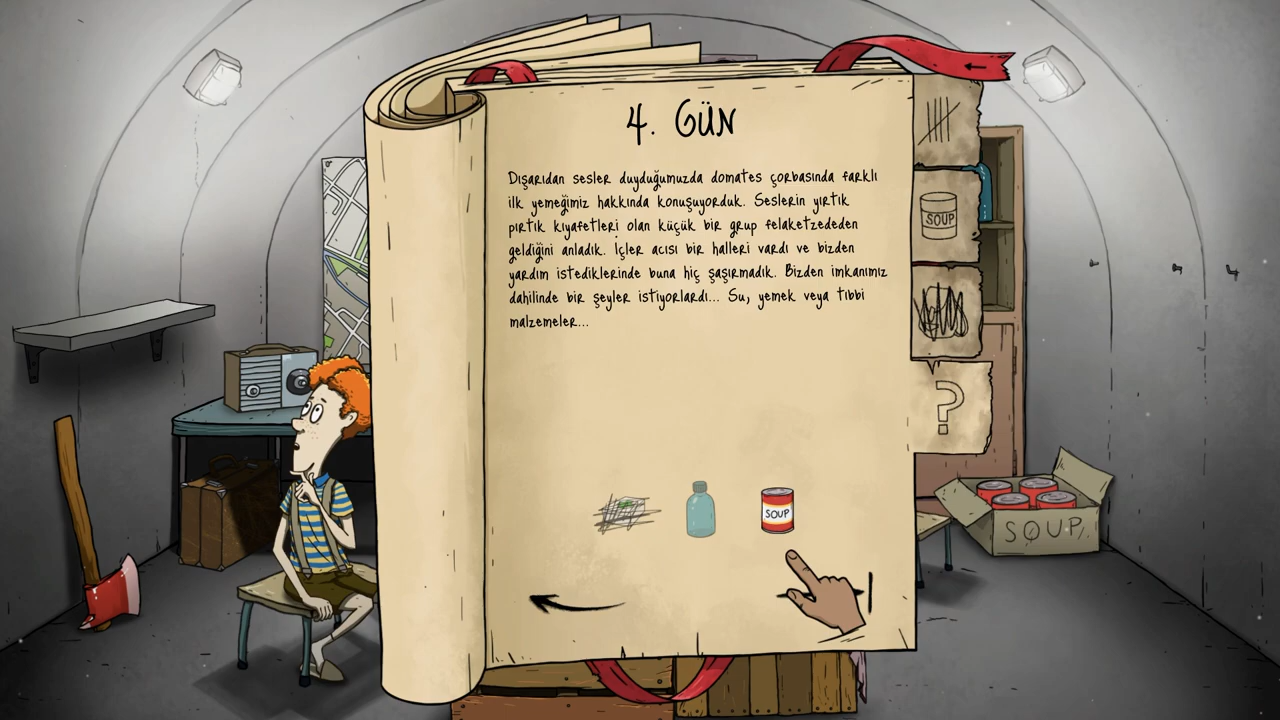 4. GÜN
Dışarıdan sesler duyduğumuzda domates çorbasında farklı
ilk yemeğimiz hakkında konuşuyorduk. Seslerin yırtık
pırtık kıyafetleri olan küçük bir grup felaketzededen
geldiğini anladık. İçler acısı bir halleri vardı ve bizden
yardım istediklerinde buna hiç şaşırmadık. Bizden imkanımız
dahilinde bir şeyler istiyorlardı... Su, yemek veya tıbbi
malzemeler...
SOUP
?
SOUP
SOUP